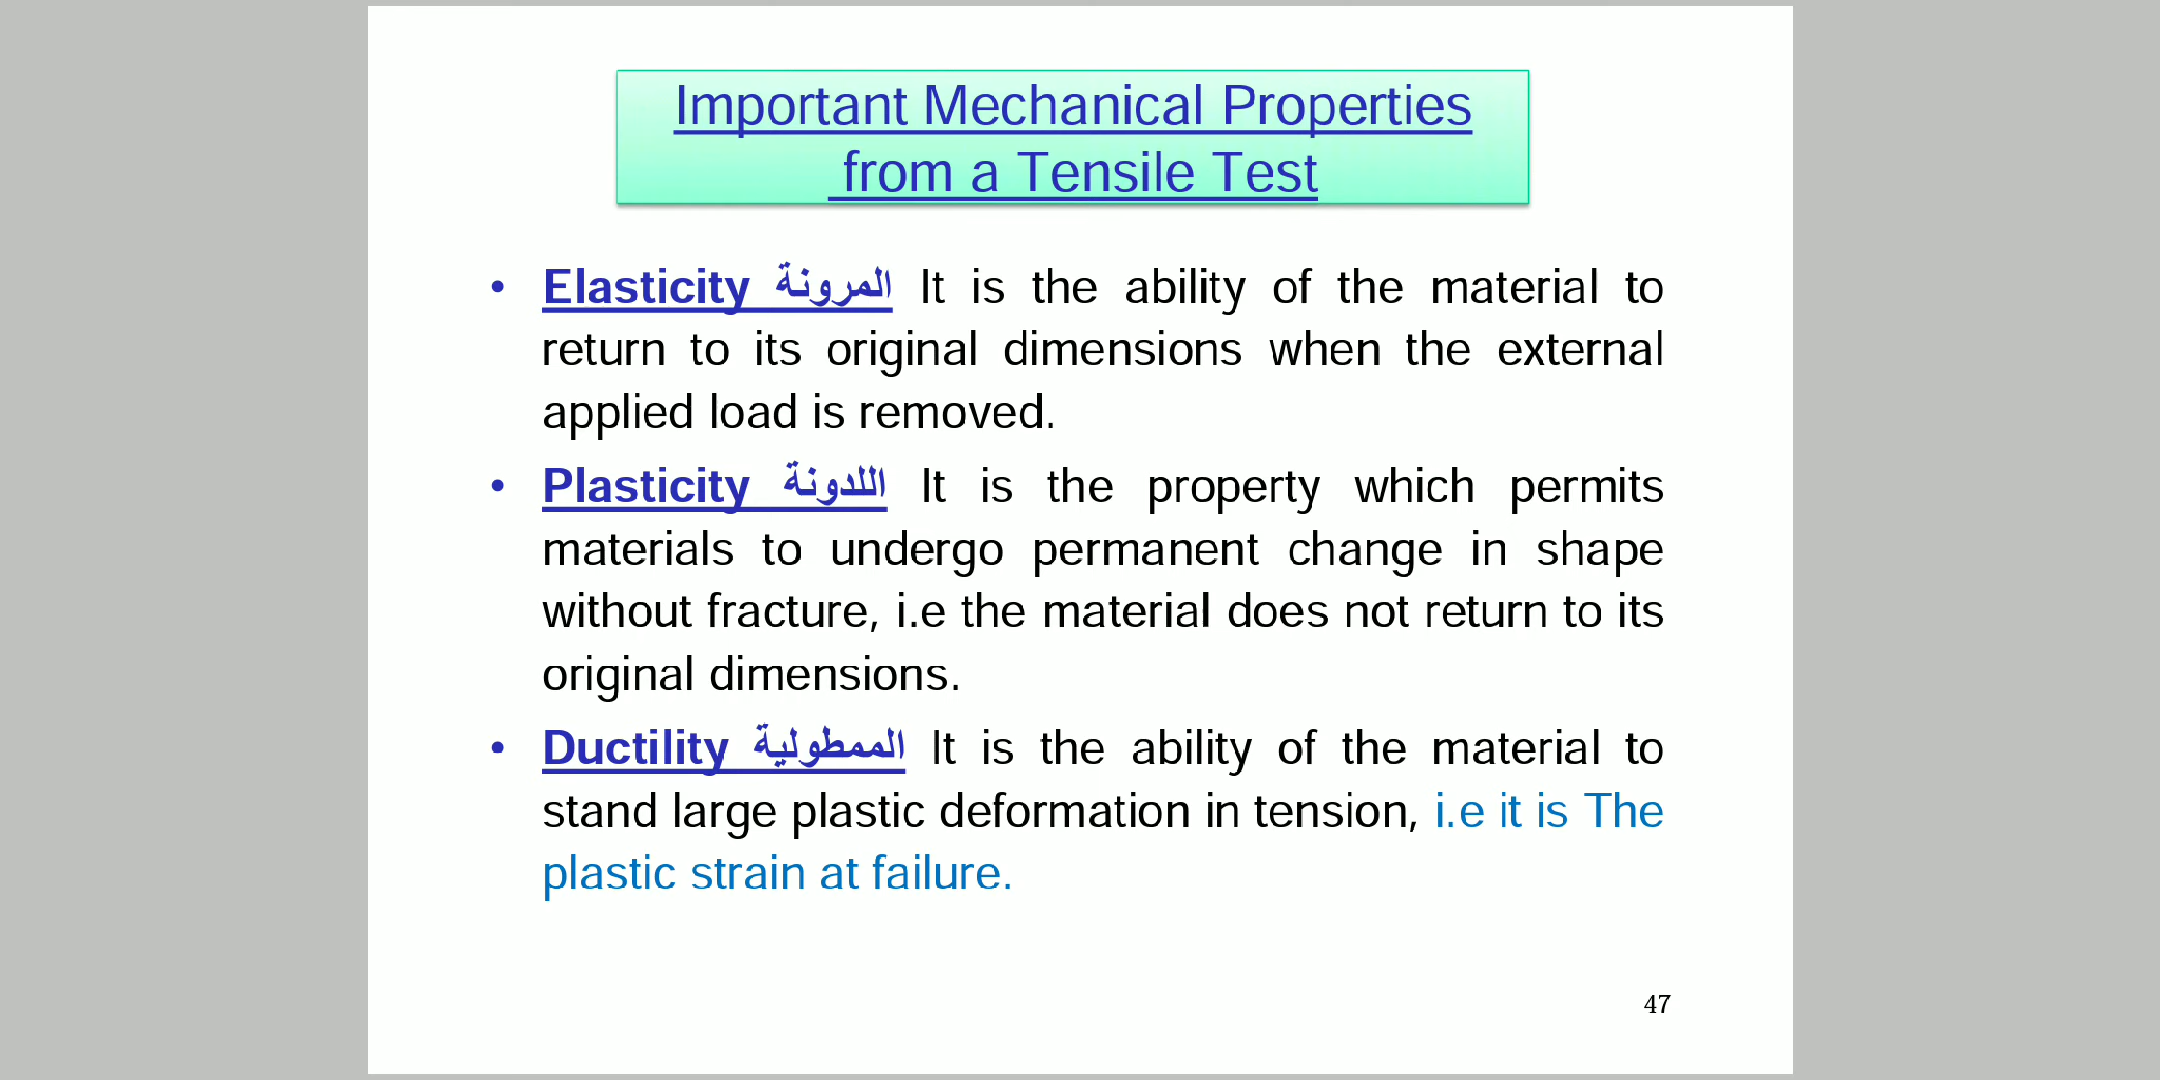 Important Mechanical Properties
from a Tensile Test
• Elasticity المرونة It is the ability of the material to
return to its original dimensions when the external
applied load is removed.
• Plasticity اللدونة It is the property which permits
materials to undergo permanent change in shape
without fracture, i.e the material does not return to its
original dimensions.
• Ductility الممطولية It is the ability of the material to
stand large plastic deformation in tension, i.e it is The
plastic strain at failure.
47